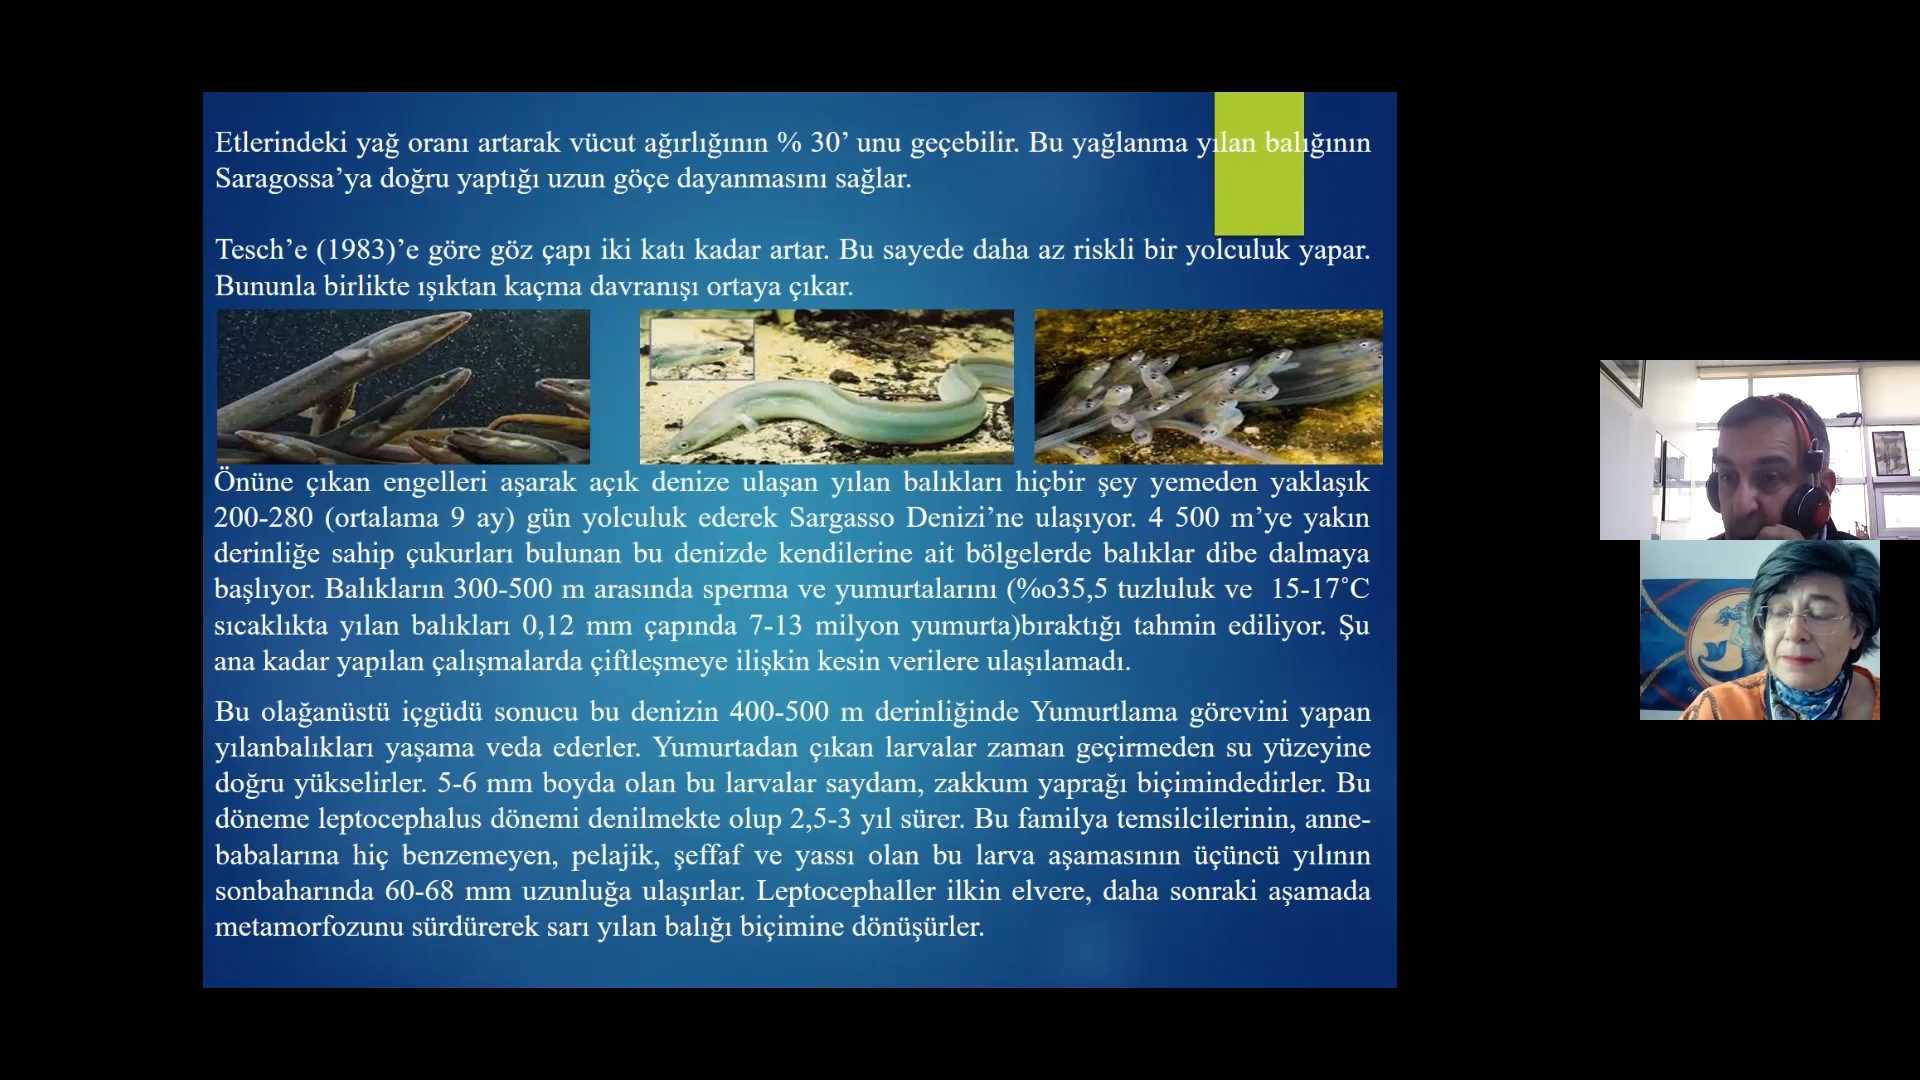 Etlerindeki yağ oranı artarak vücut ağırlığının % 30’ unu geçebilir. Bu yağlanma yılan balığının
Saragossa’ya doğru yaptığı uzun göçe dayanmasını sağlar.
Tesch’e (1983)’e göre göz çapı iki katı kadar artar. Bu sayede daha az riskli bir yolculuk yapar.
Bununla birlikte ışıktan kaçma davranışı ortaya çıkar.
Önüne çıkan engelleri aşarak açık denize ulaşan yılan balıkları hiçbir şey yemeden yaklaşık
200-280 (ortalama 9 ay) gün yolculuk ederek Sargasso Denizi’ne ulaşıyor. 4 500 m’ye yakın
derinliğe sahip çukurları bulunan bu denizde kendilerine ait bölgelerde balıklar dibe dalmaya
başlıyor. Balıkların 300-500 m arasında sperma ve yumurtalarını (%o35,5 tuzluluk ve 15-17˚C
sıcaklıkta yılan balıkları 0,12 mm çapında 7-13 milyon yumurta)bıraktığı tahmin ediliyor. Şu
ana kadar yapılan çalışmalarda çiftleşmeye ilişkin kesin verilere ulaşılamadı.
Bu olağanüstü içgüdü sonucu bu denizin 400-500 m derinliğinde Yumurtlama görevini yapan
yılanbalıkları yaşama veda ederler. Yumurtadan çıkan larvalar zaman geçirmeden su yüzeyine
doğru yükselirler. 5-6 mm boyda olan bu larvalar saydam, zakkum yaprağı biçimindedirler. Bu
döneme leptocephalus dönemi denilmekte olup 2,5-3 yıl sürer. Bu familya temsilcilerinin, anne-
babalarına hiç benzemeyen, pelajik, şeffaf ve yassı olan bu larva aşamasının üçüncü yılının
sonbaharında 60-68 mm uzunluğa ulaşırlar. Leptocephaller ilkin elvere, daha sonraki aşamada
metamorfozunu sürdürerek sarı yılan balığı biçimine dönüşürler.